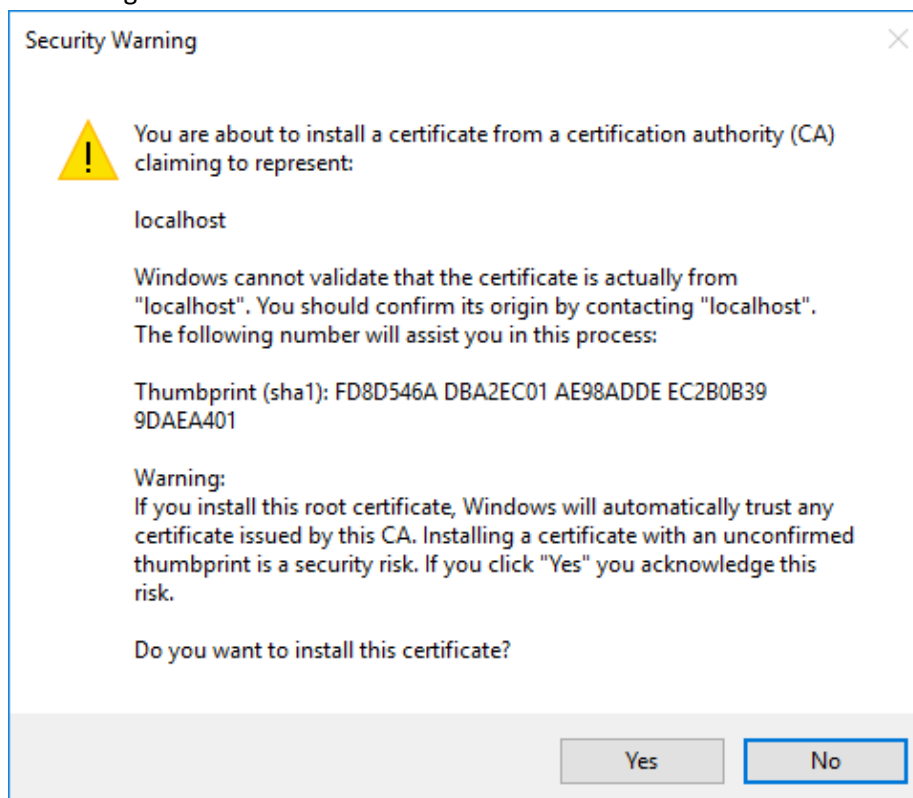 Security Warning
You are about to install a certificate from a certification authority (CA)
claiming to represent:
localhost
Windows cannot validate that the certificate is actually from
"localhost". You should confirm its origin by contacting "localhost".
The following number will assist you in this process:
Thumbprint (sha1): FD8D546A DBA2EC01 AE98ADDE EC2B0B39
9DAEA401
Warning:
If you install this root certificate, Windows will automatically trust any
certificate issued by this CA. Installing a certificate with an unconfirmed
thumbprint is a security risk. If you click "Yes" you acknowledge this
risk.
Do you want to install this certificate?
Yes No